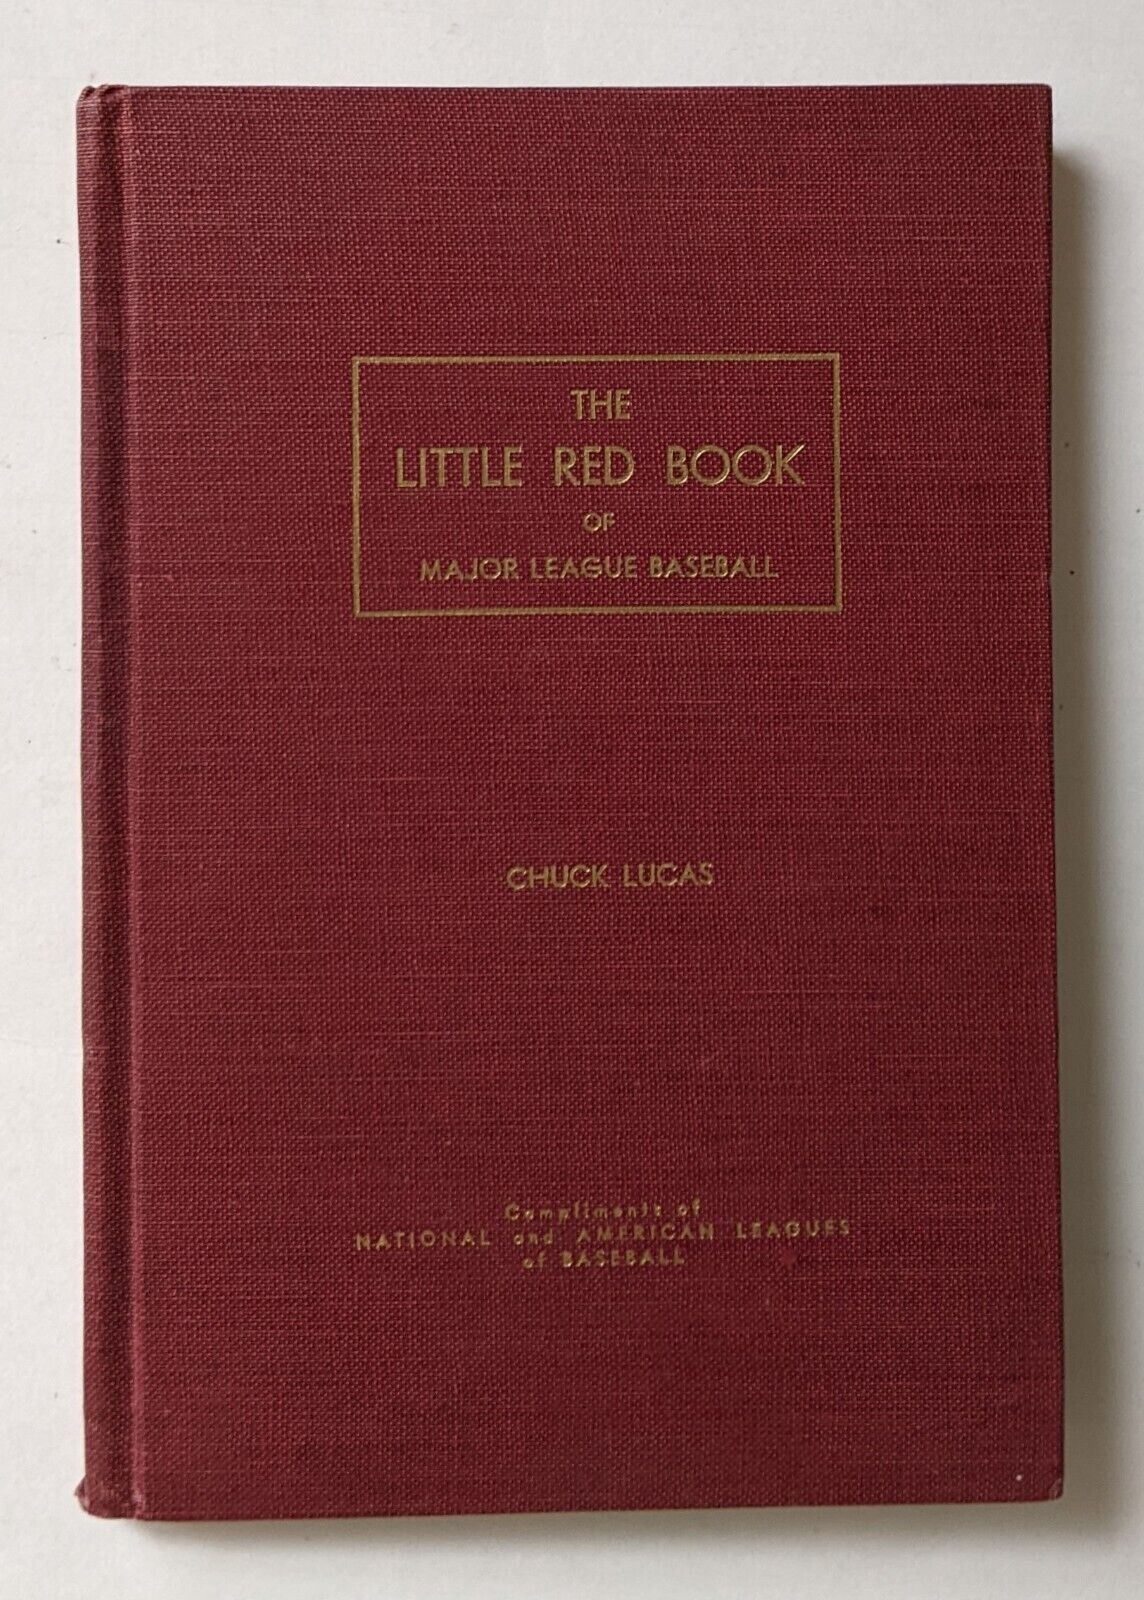 THE
LITTLE RED BOOK
OF
MAJOR LEAGUE BASEBALL
CHUCK LUCAS
Compliments of
NATIONAL and AMERICAN LEAGUES
of BASEBALL